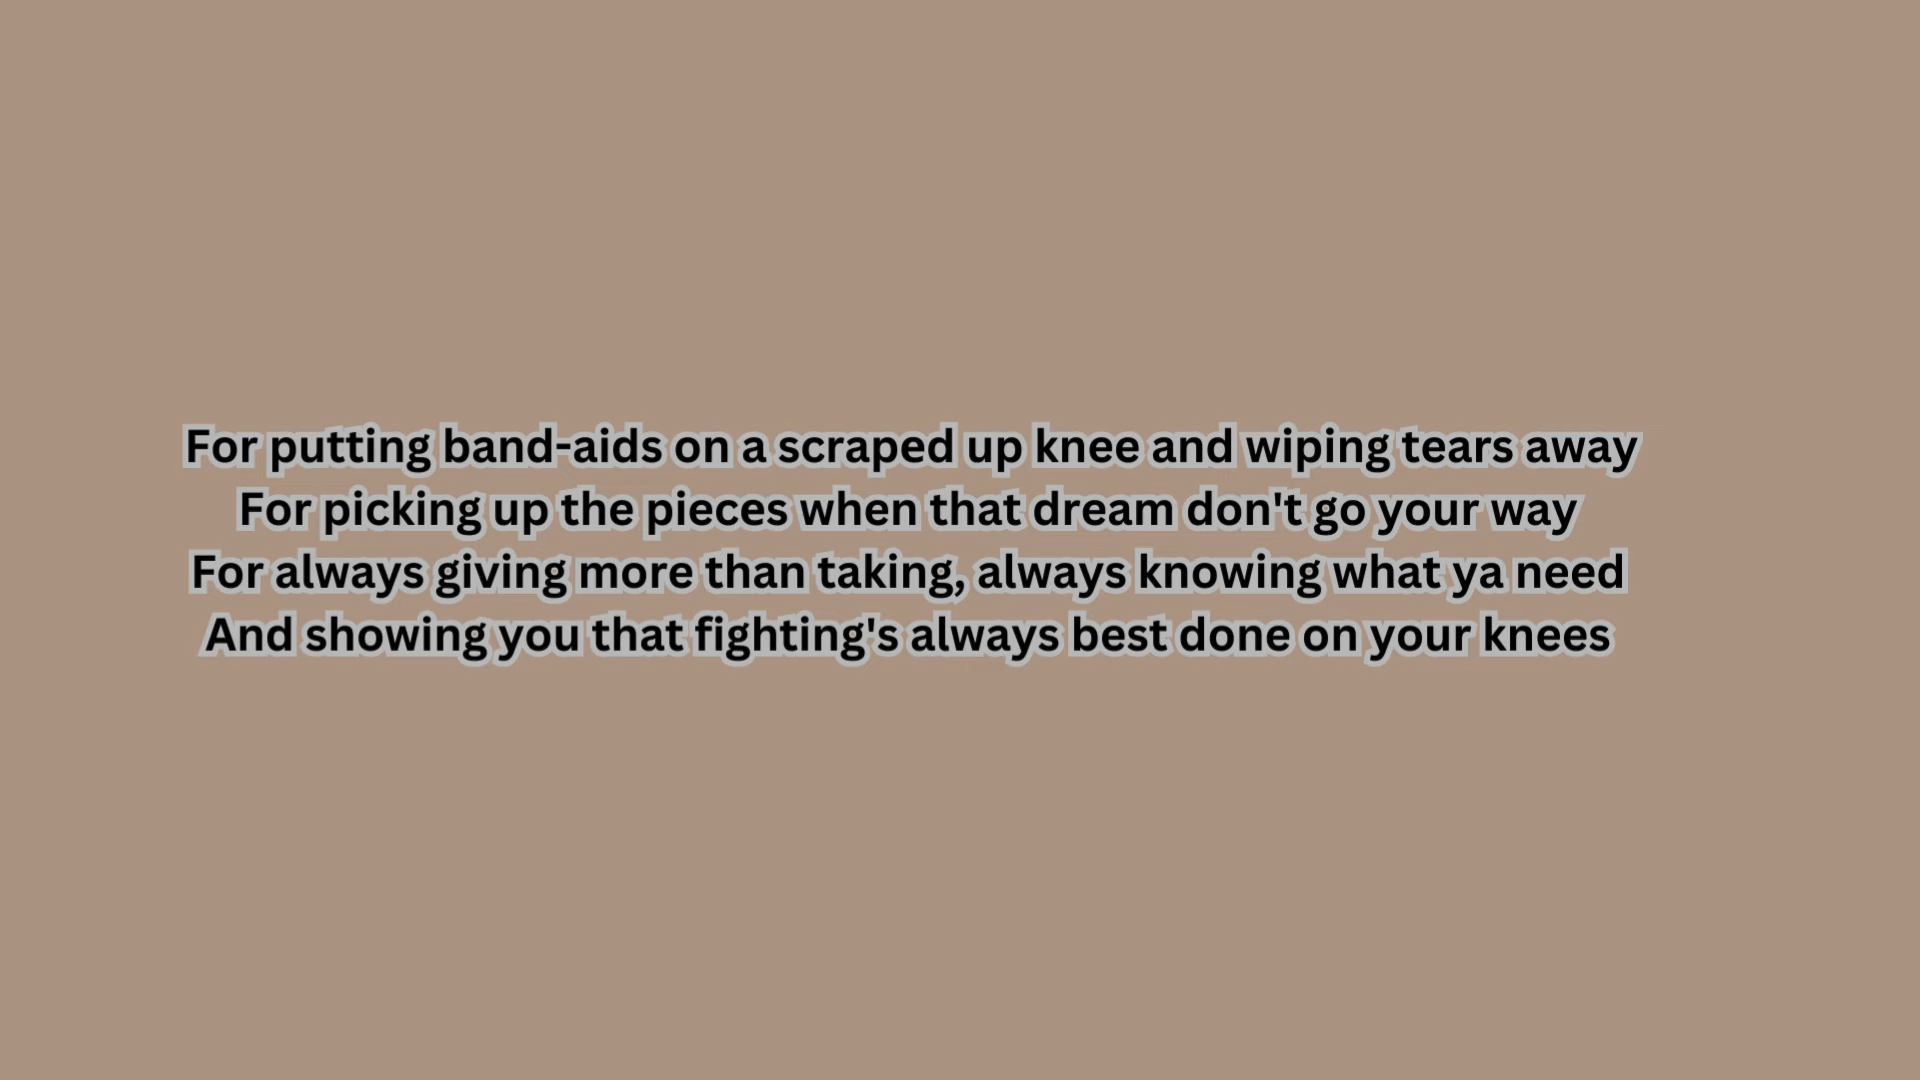 For putting band-aids on a scraped up knee and wiping tears away
For picking up the pieces when that dream don't go your way
For always giving more than taking, always knowing what ya need
And showing you that fighting's always best done on your knees